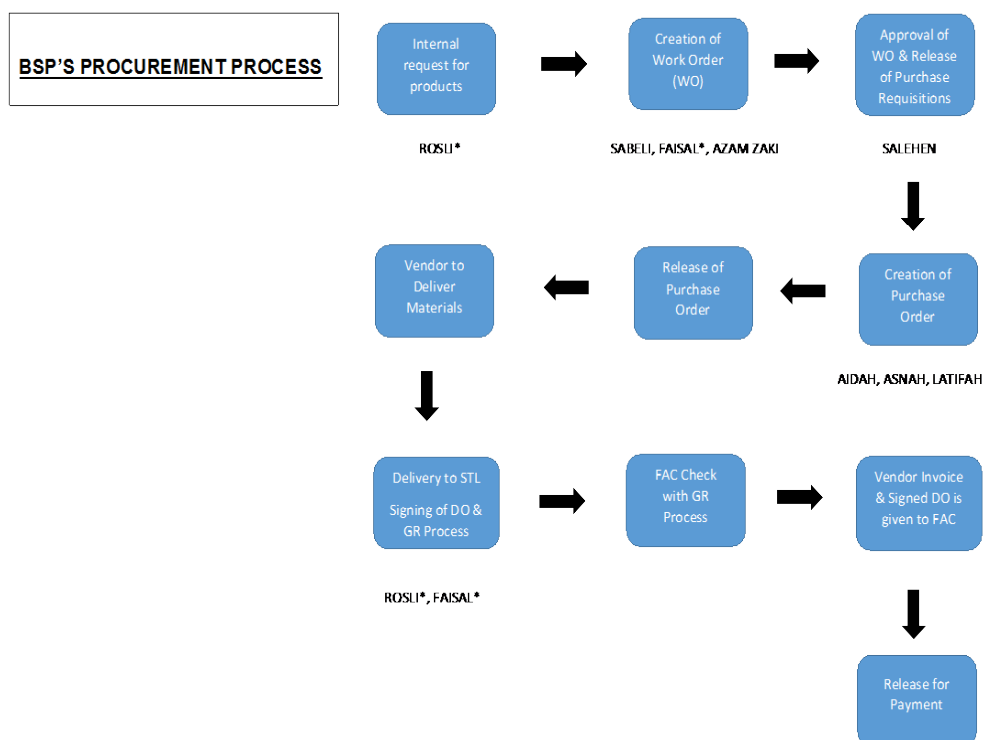 BSP'S PROCUREMENT PROCESS
Internal
request for
products
ROSLI*
Creation of
Work Order
(WO)
SABELI, FAISAL*, AZAM ZAKI
Approval of
WO & Release
of Purchase
Requisitions
SALEHEN
Creation of
Purchase
Order
AIDAH, ASNAH, LATIFAH
Release of
Purchase
Order
Vendor to
Deliver
Materials
Delivery to STL
Signing of DO &
GR Process
ROSLI*, FAISAL*
FAC Check
with GR
Process
Vendor Invoice
& Signed DO is
given to FAC
Release for
Payment